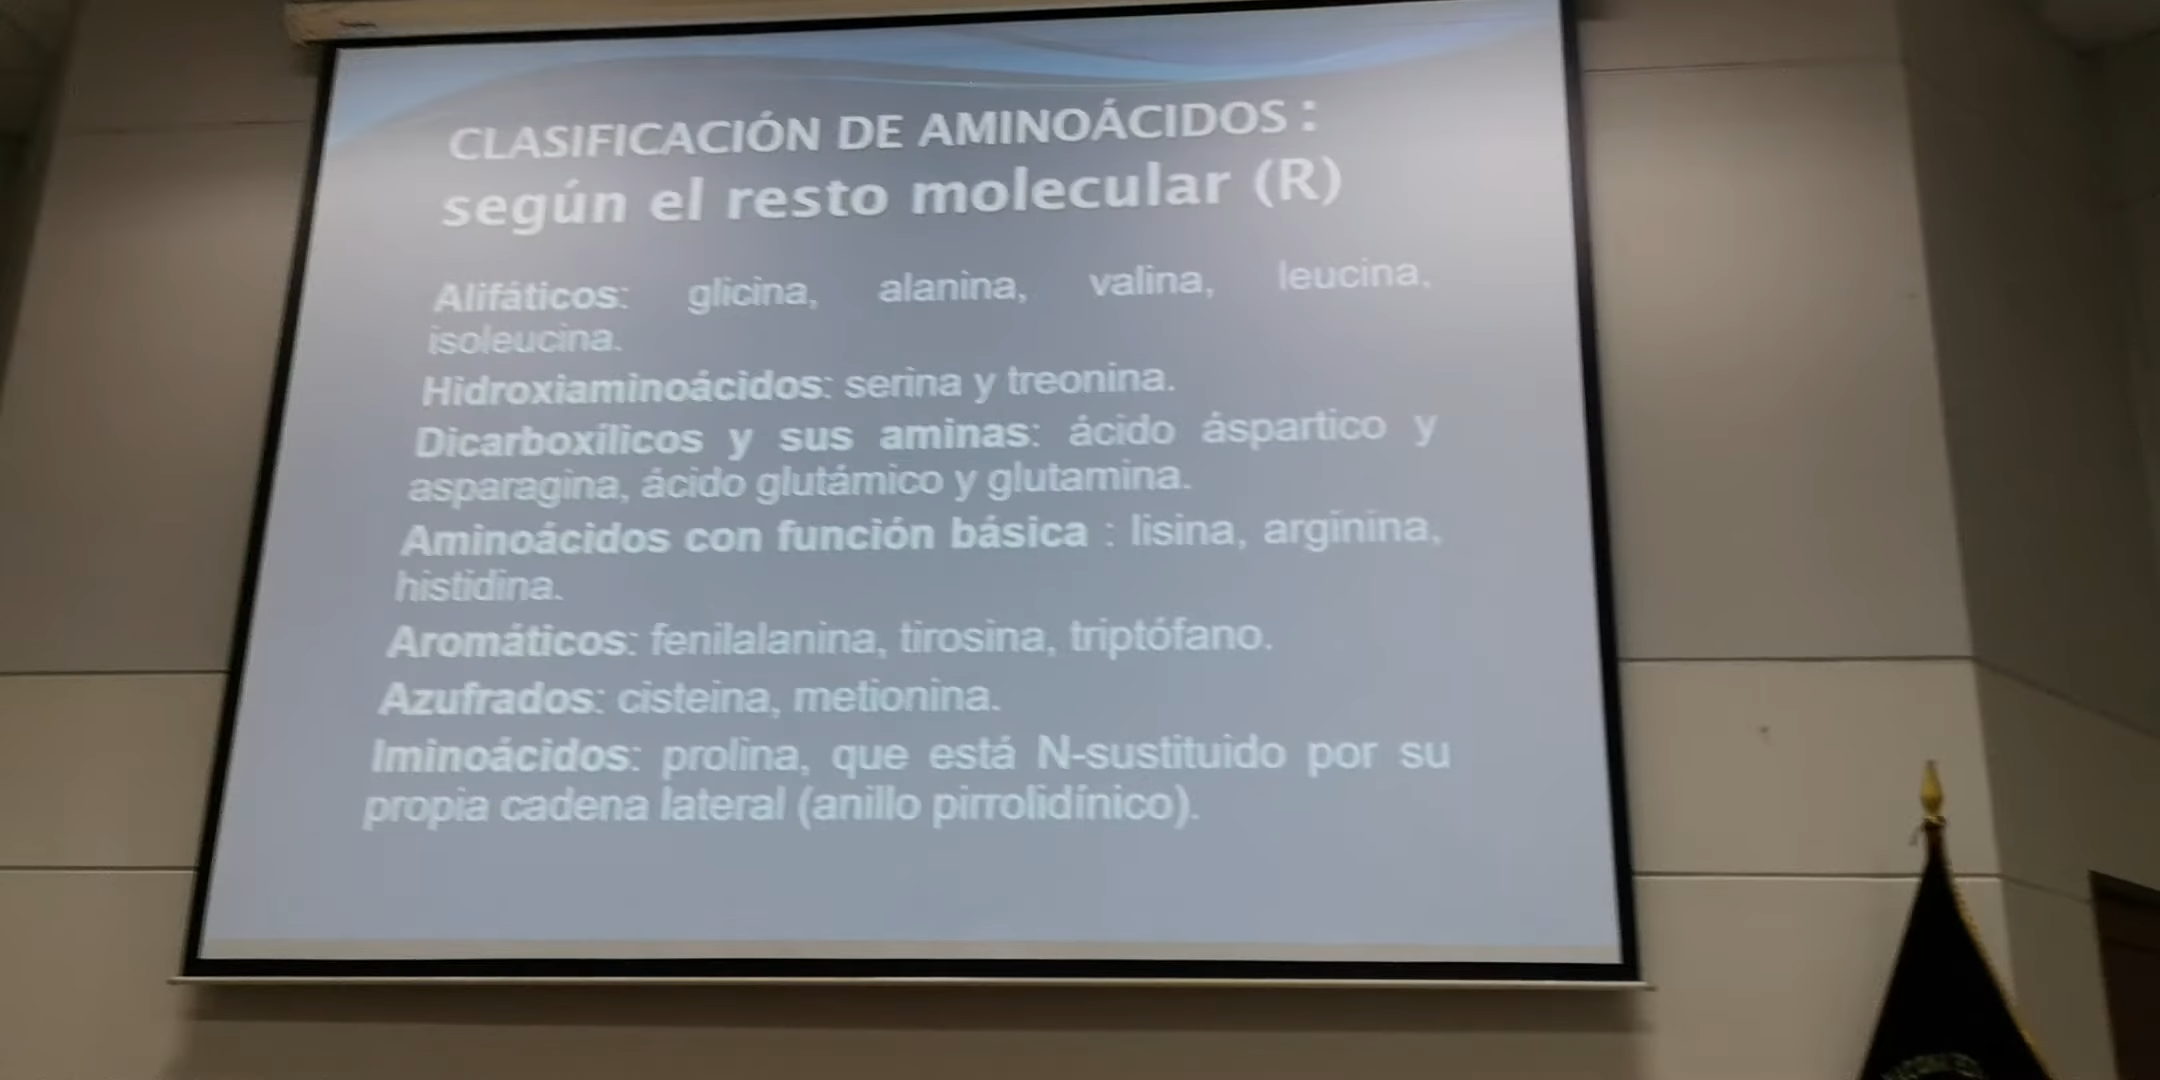 CLASIFICACIÓN DE AMINOÁCIDOS :
según el resto molecular (R)
Alifáticos: glicina, alanina, valina, leucina,
isoleucina.
Hidroxiaminoácidos: serina y treonina.
Dicarboxílicos y sus aminas: ácido áspartico y
asparagina, ácido glutámico y glutamina.
Aminoácidos con función básica : lisina, arginina,
histidina.
Aromáticos: fenilalanina, tirosina, triptófano.
Azufrados: cisteina, metionina.
Iminoácidos: prolina, que está N-sustituido por su
propia cadena lateral (anillo pirrolidínico).